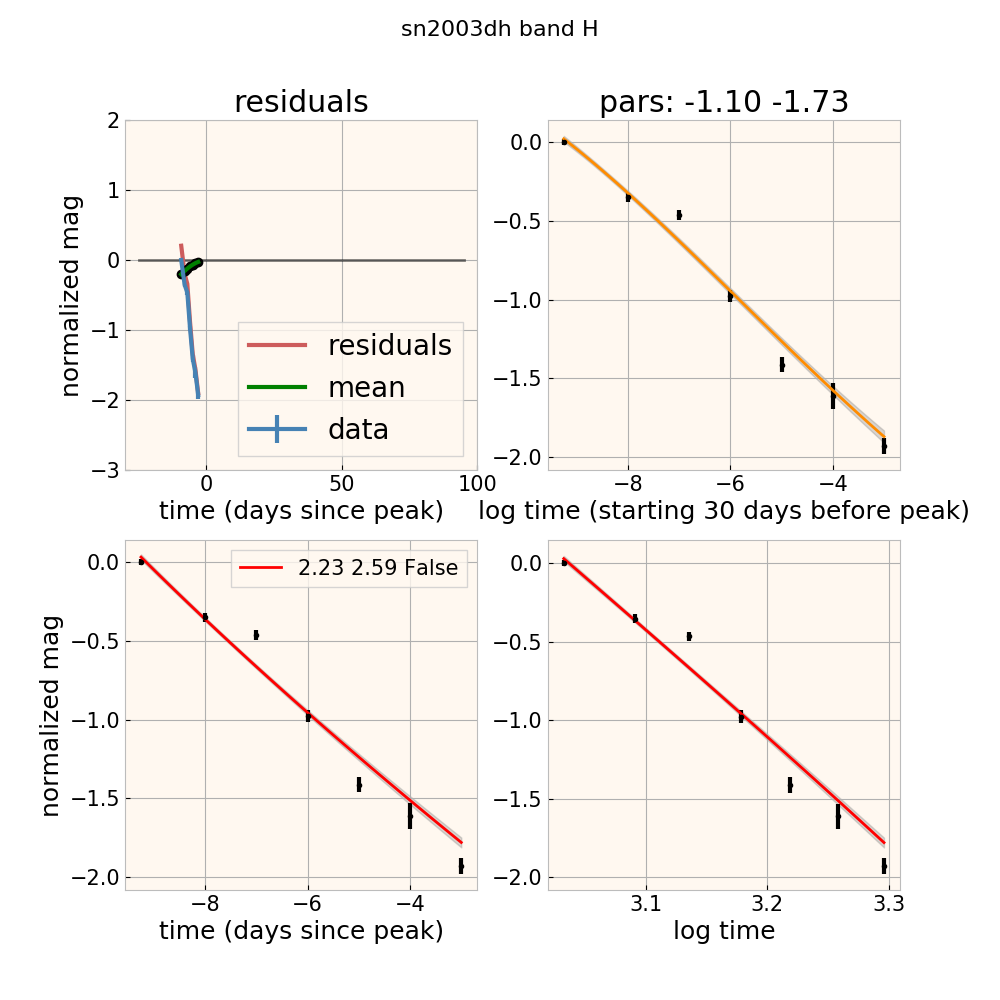 sn2003dh band H
residuals
pars: -1.10 -1.73
normalized mag
2
1
0
−1
−2
−3
residuals
mean
data
0
50
100
time (days since peak)
0.0
−0.5
−1.0
−1.5
−2.0
−8
−6
−4
log time (starting 30 days before peak)
normalized mag
0.0
−0.5
−1.0
−1.5
−2.0
2.23 2.59 False
−8
−6
−4
time (days since peak)
0.0
−0.5
−1.0
−1.5
−2.0
3.1
3.2
3.3
log time